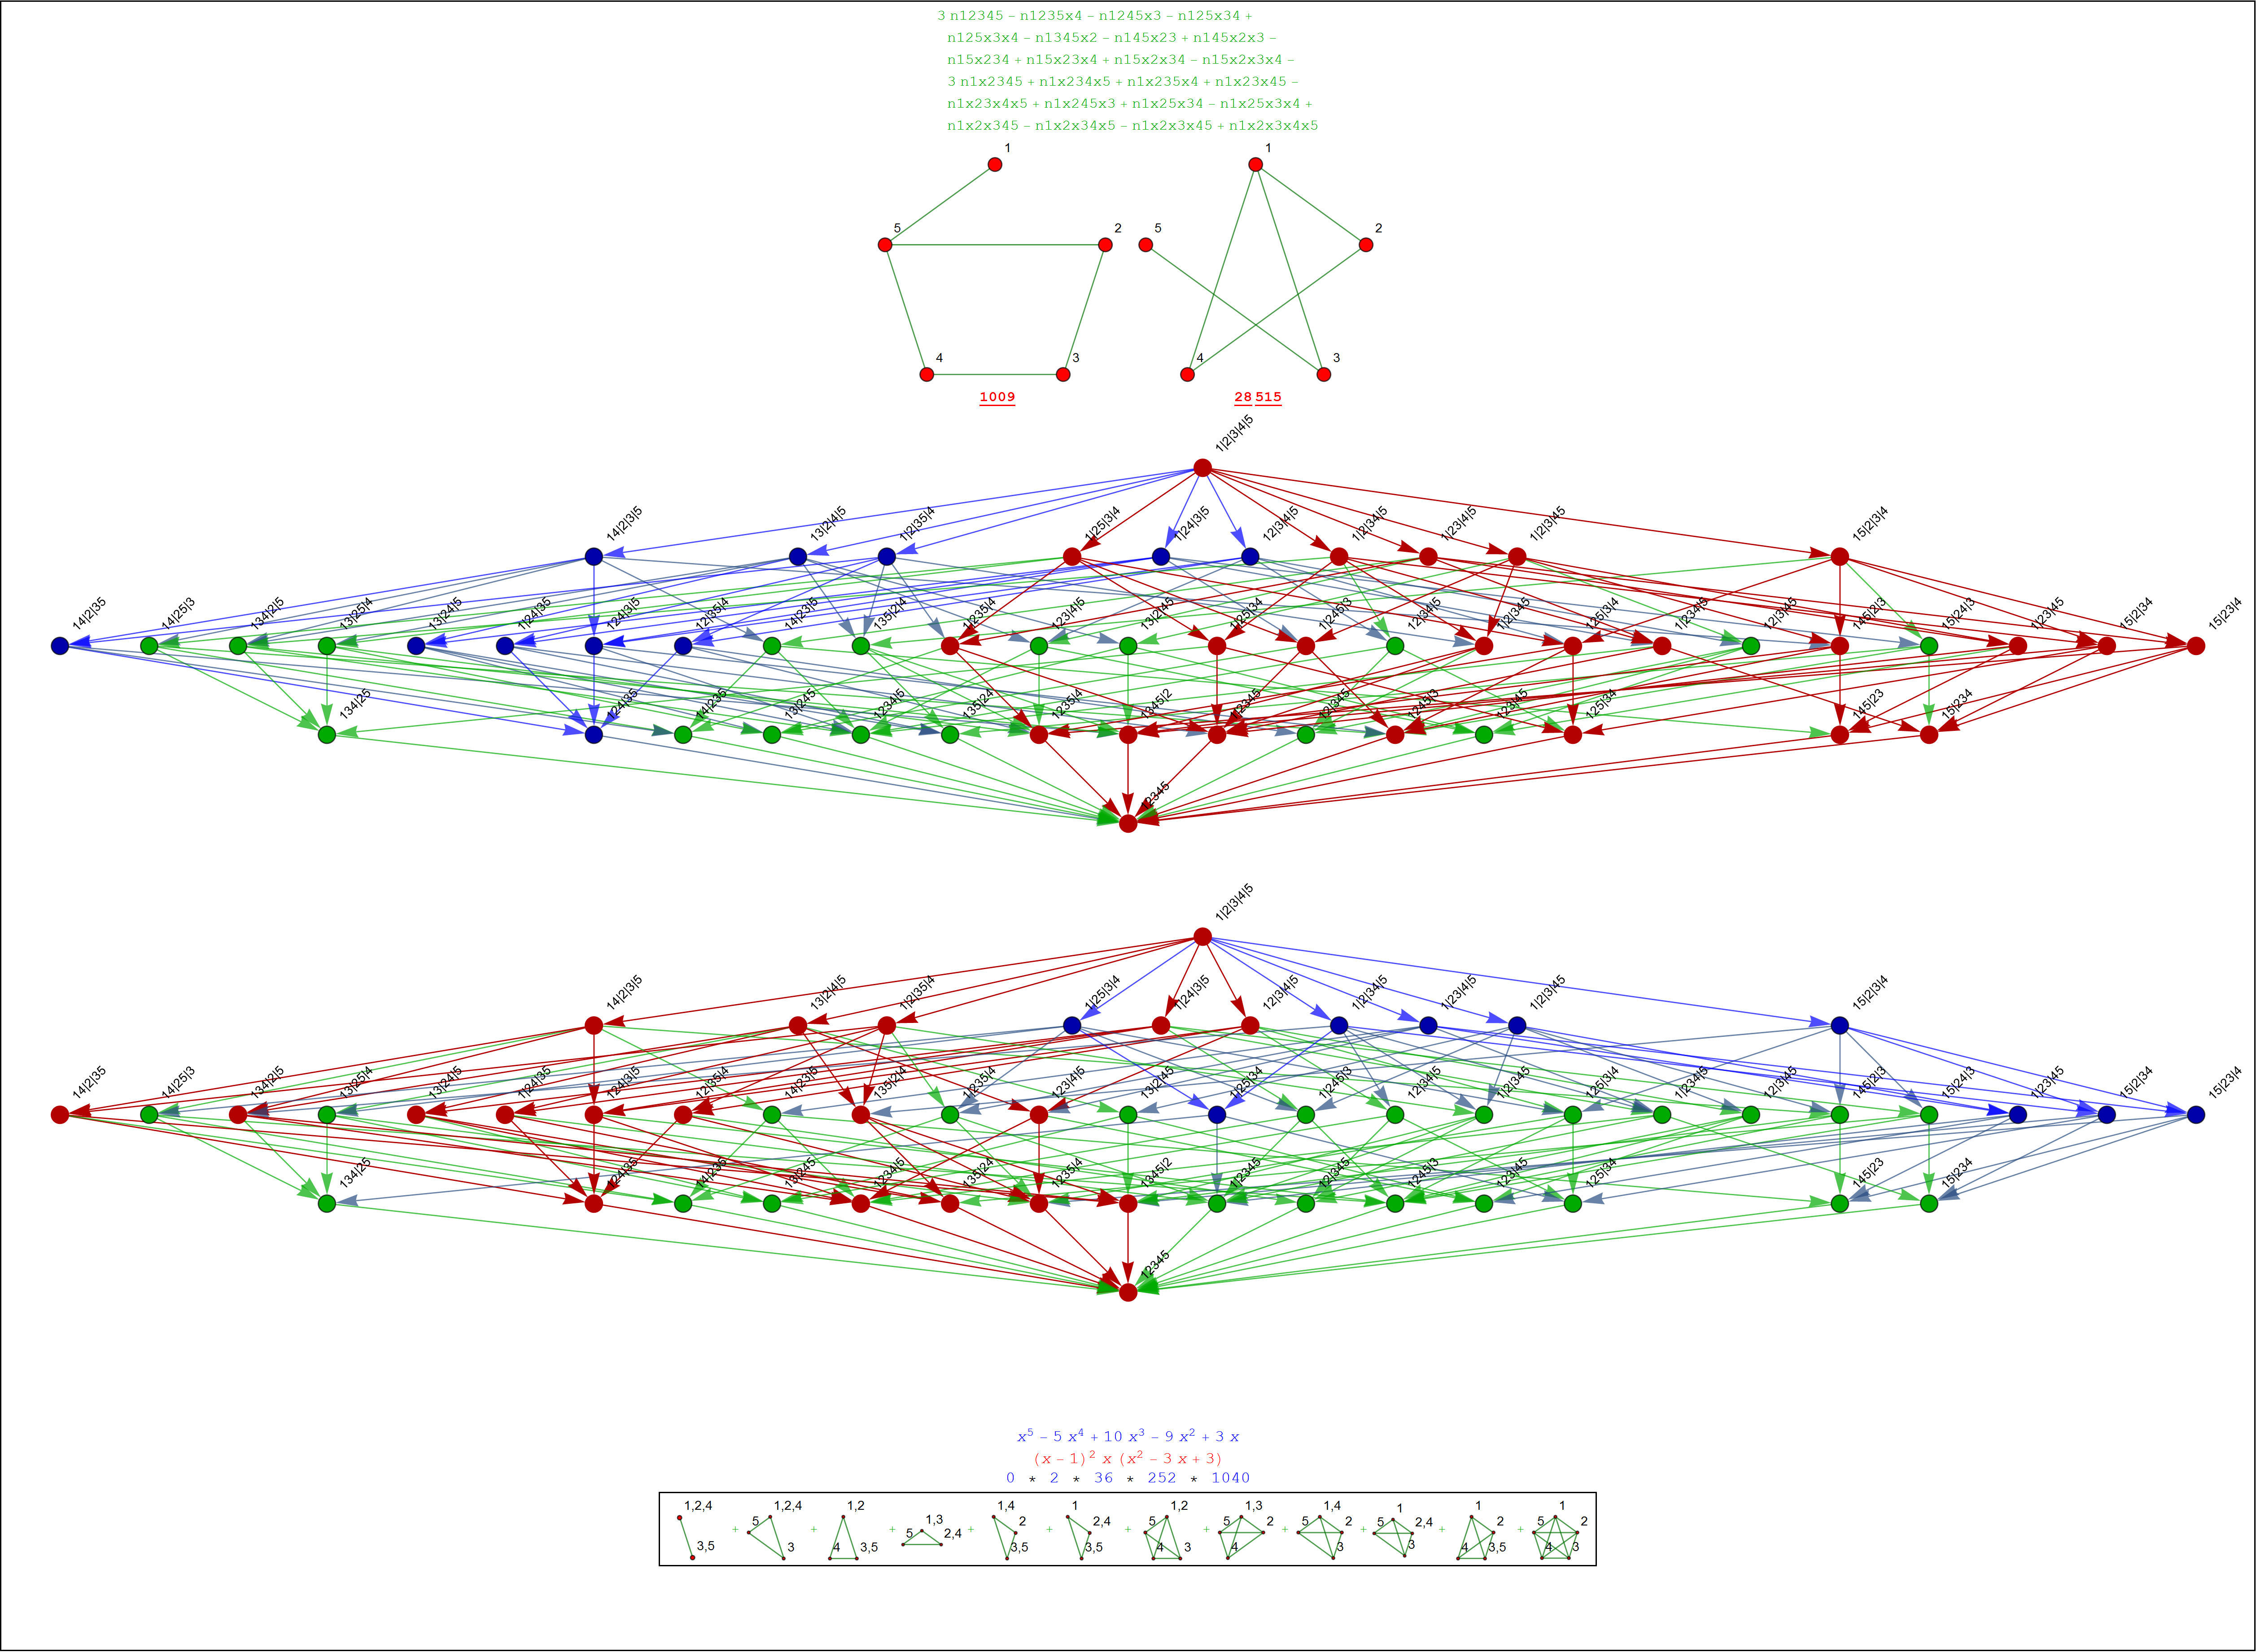 3 n12345 − n1235x4 − n1245x3 − n125x34 +
n125x3x4 − n1345x2 − n145x23 + n145x2x3 −
n15x234 + n15x23x4 + n15x2x34 − n15x2x3x4 −
3 n1x2345 + n1x234x5 + n1x235x4 + n1x23x45 −
n1x23x4x5 + n1x245x3 + n1x25x34 − n1x25x3x4 +
n1x2x345 − n1x2x34x5 − n1x2x3x45 + n1x2x3x4x5
1 1
5 2 5 2
4 3 4 3
1009 28 515
1|2|3|4|5
14|2|3|5 13|2|4|5 1|2|35|4 1|25|3|4 1|24|3|5 12|3|4|5 1|2|34|5 1|23|4|5 1|2|3|45 15|2|3|4
14|2|35 14|25|3 134|2|5 13|25|4 13|24|5 1|24|35 124|3|5 12|35|4 14|23|5 135|2|4 1|235|4 123|4|5 13|2|45 1|25|34 1|245|3 12|34|5 1|2|345 125|3|4 1|234|5 12|3|45 145|2|3 15|24|3 1|23|45 15|2|34 15|23|4
134|25 124|35 14|235 13|245 1234|5 135|24 1235|4 1345|2 1|2345 12|345 1245|3 123|45 125|34 145|23 15|234
12345
1|2|3|4|5
14|2|3|5 13|2|4|5 1|2|35|4 1|25|3|4 1|24|3|5 12|3|4|5 1|2|34|5 1|23|4|5 1|2|3|45 15|2|3|4
14|2|35 14|25|3 134|2|5 13|25|4 13|24|5 1|24|35 124|3|5 12|35|4 14|23|5 135|2|4 1|235|4 123|4|5 13|2|45 1|25|34 1|245|3 12|34|5 1|2|345 125|3|4 1|234|5 12|3|45 145|2|3 15|24|3 1|23|45 15|2|34 15|23|4
134|25 124|35 14|235 13|245 1234|5 135|24 1235|4 1345|2 1|2345 12|345 1245|3 123|45 125|34 145|23 15|234
12345
x⁵ − 5 x⁴ + 10 x³ − 9 x² + 3 x
(x − 1)² x (x² − 3 x + 3)
0 * 2 * 36 * 252 * 1040
1,2,4 1,2,4 1,2 1,3 1,4 1 1,2 1,3 1,4 1 1 1
+ 5 + + 5 2,4 + 2 + 2,4 + 5 + 5 2 + 5 2 + 5 2,4 + 2 + 5 2
3,5 3 4 3,5 3,5 3,5 4 3 4 3 3 4 3,5 4 3